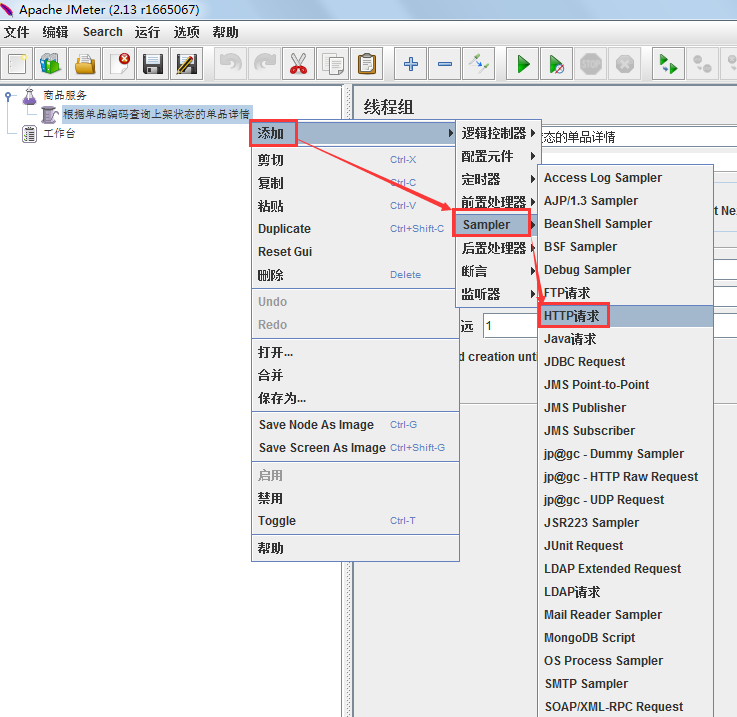 Apache JMeter (2.13 r1665067)
文件 编辑 Search 运行 选项 帮助
STOP
商品服务
根据单品编码查询上架状态的单品详情
工作台
线程组
态的单品详情
添加
剪切 Ctrl-X
复制 Ctrl-C
粘贴 Ctrl-V
Duplicate Ctrl+Shift-C
Reset Gui
删除 Delete
Undo
Redo
打开...
合并
保存为...
Save Node As Image Ctrl-G
Save Screen As Image Ctrl+Shift-G
启用
禁用
Toggle Ctrl-T
帮助
逻辑控制器
配置元件
定时器
前置处理器
Sampler
后置处理器
断言
监听器
远 1
d creation unti
t Ne
Access Log Sampler
AJP/1.3 Sampler
BeanShell Sampler
BSF Sampler
Debug Sampler
FTP请求
HTTP请求
Java请求
JDBC Request
JMS Point-to-Point
JMS Publisher
JMS Subscriber
jp@gc - Dummy Sampler
jp@gc - HTTP Raw Request
jp@gc - UDP Request
JSR223 Sampler
JUnit Request
LDAP Extended Request
LDAP请求
Mail Reader Sampler
MongoDB Script
OS Process Sampler
SMTP Sampler
SOAP/XML-RPC Request